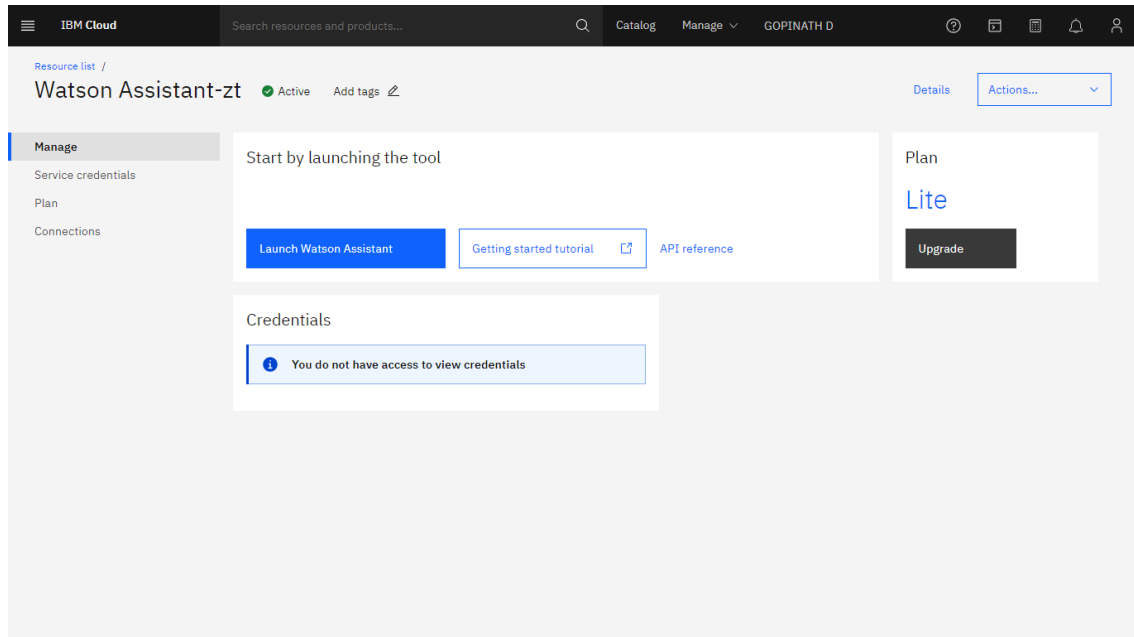 IBM Cloud
Search resources and products...
Catalog
Manage
GOPINATH D
Resource list /
Watson Assistant-zt
Active
Add tags
Details
Actions...
Manage
Service credentials
Plan
Connections
Start by launching the tool
Launch Watson Assistant
Getting started tutorial
API reference
Plan
Lite
Upgrade
Credentials
You do not have access to view credentials